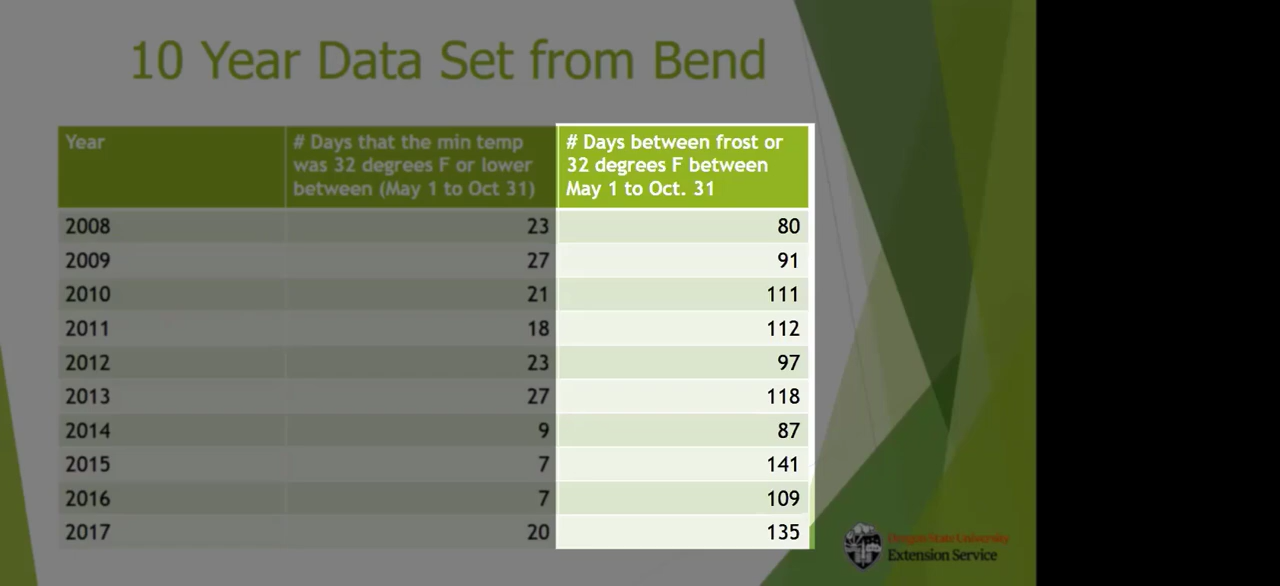 10 Year Data Set from Bend
Year
# Days that the min temp
was 32 degrees F or lower
between (May 1 to Oct 31)
# Days between frost or
32 degrees F between
May 1 to Oct. 31
2008 23 80
2009 27 91
2010 21 111
2011 18 112
2012 23 97
2013 27 118
2014 9 87
2015 7 141
2016 7 109
2017 20 135
Oregon State University
Extension Service